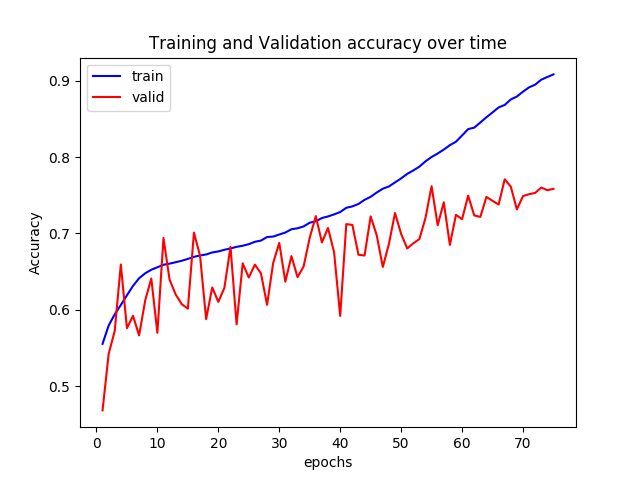 Training and Validation accuracy over time
train
valid
0.9
0.8
0.7
0.6
0.5
Accuracy
0 10 20 30 40 50 60 70
epochs